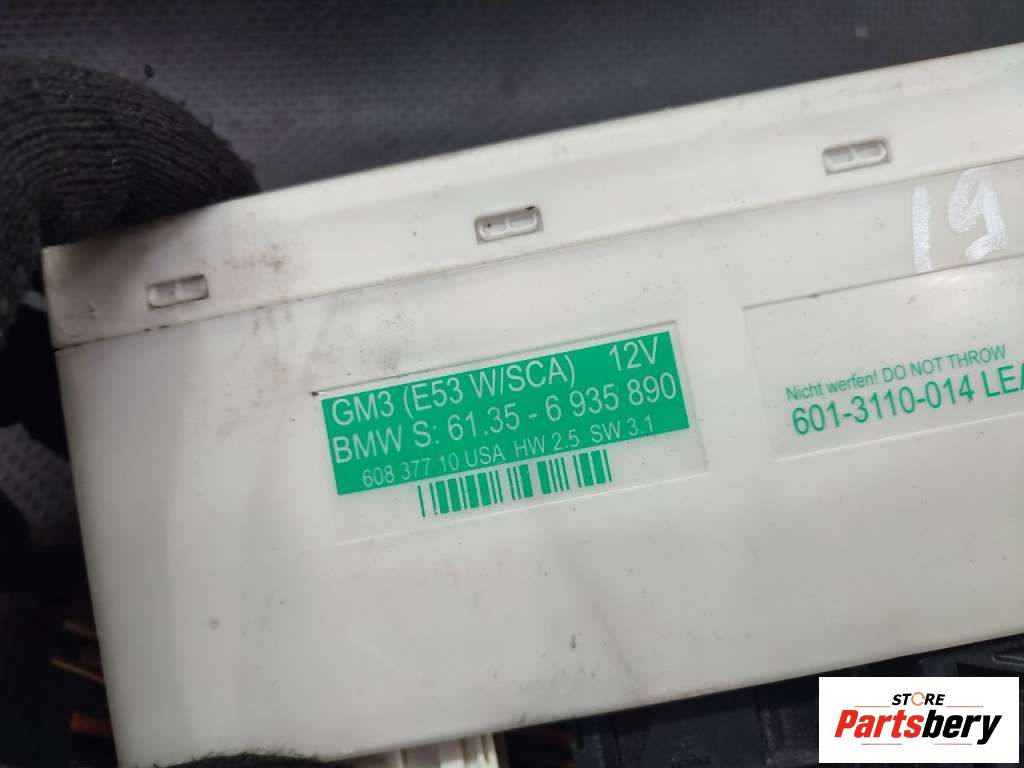 19
GM3 (E53 W/SCA) 12V
BMW S: 61.35 - 6 935 890
608 377 10 USA HW 2.5 SW 3.1
Nicht werfen! DO NOT THROW
601-3110-014 LEA
STORE
Partsbery